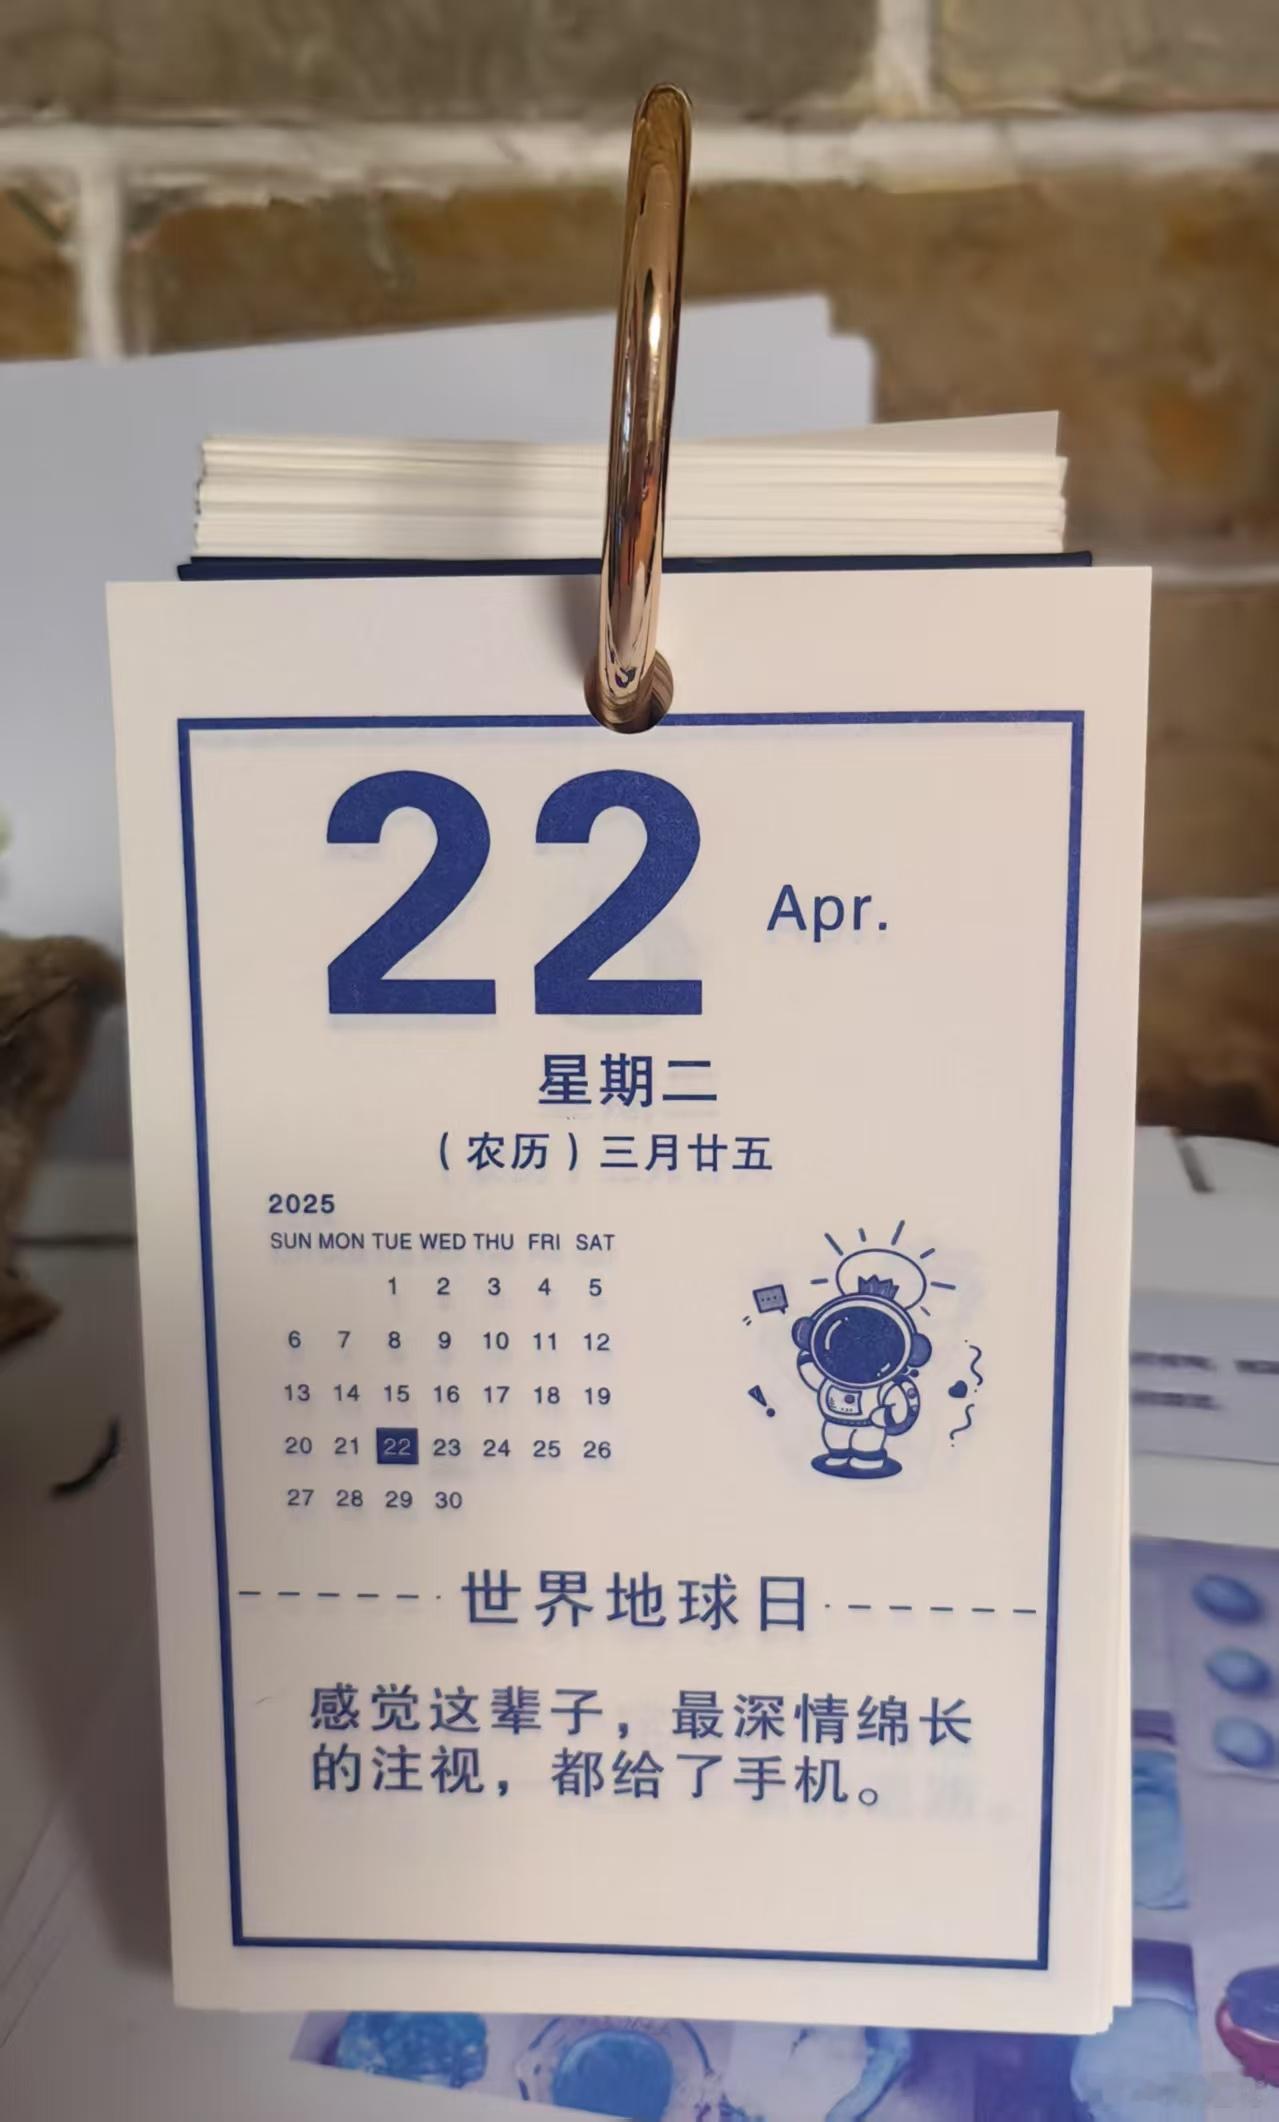 22 Apr.
星期二
（农历）三月廿五
2025
SUN MON TUE WED THU FRI SAT
1 2 3 4 5
6 7 8 9 10 11 12
13 14 15 16 17 18 19
20 21 22 23 24 25 26
27 28 29 30
世界地球日
感觉这辈子，最深情绵长
的注视，都给了手机。